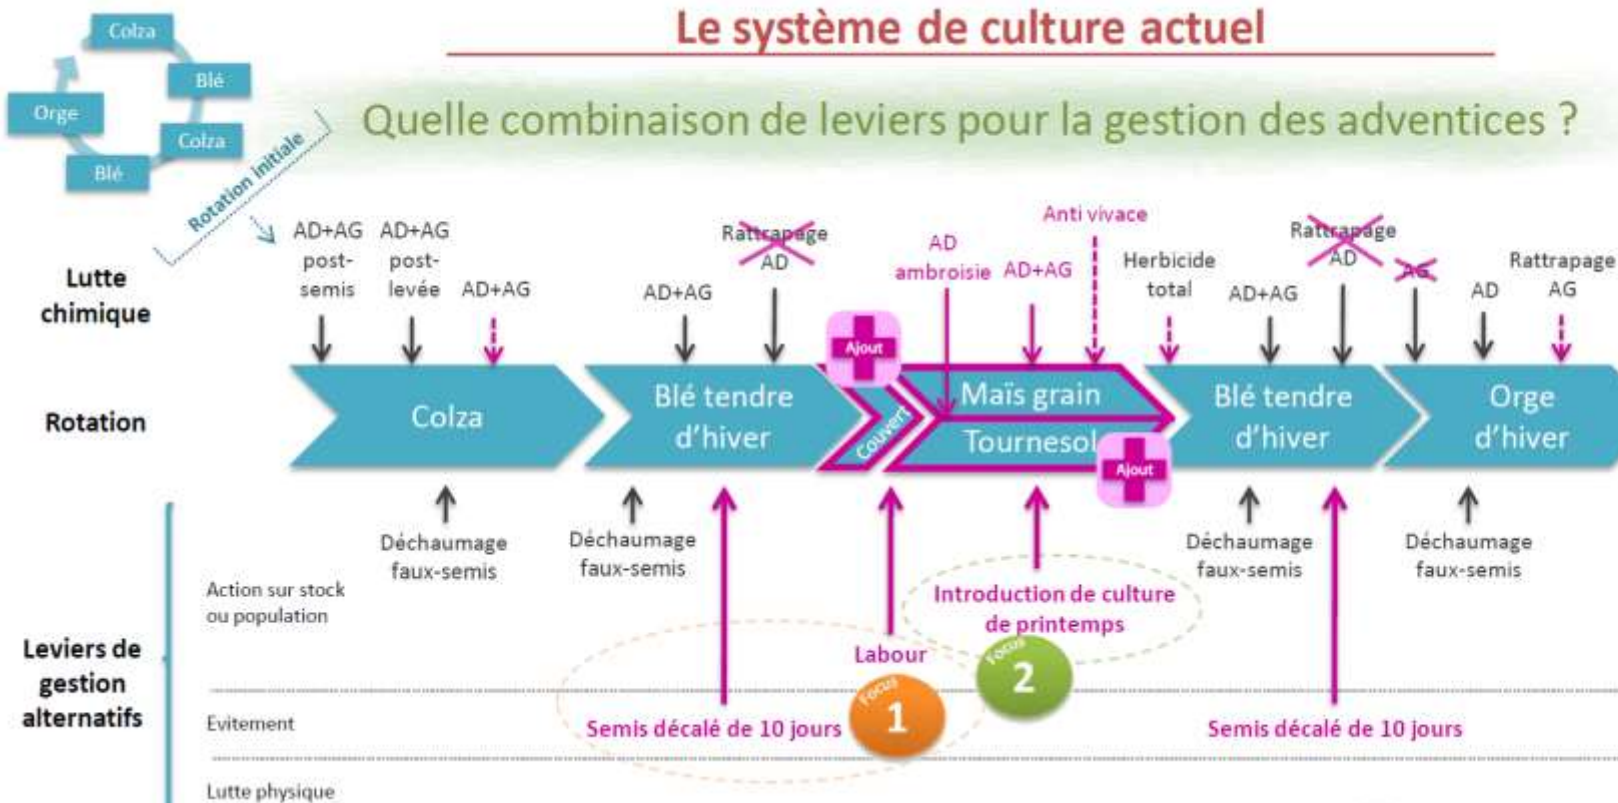 Le système de culture actuel
Quelle combinaison de leviers pour la gestion des adventices ?
Colza
Blé
Colza
Blé
Orge
Rotation initiale
Lutte
chimique
AD+AG
post-
semis
AD+AG
post-
levée
AD+AG
AD+AG
Rattrapage
AD
AD
ambroisie
AD+AG
Anti vivace
Herbicide
total
AD+AG
Rattrapage
AD
AG
AD
Rattrapage
AG
Rotation
Colza
Blé tendre
d'hiver
Ajout
Couvert
Maïs grain
Tournesol
Ajout
Blé tendre
d'hiver
Orge
d'hiver
Leviers de
gestion
alternatifs
Action sur stock
ou population
Déchaumage
faux-semis
Déchaumage
faux-semis
Labour
Introduction de culture
de printemps
Déchaumage
faux-semis
Déchaumage
faux-semis
Focus
1
Focus
2
Evitement
Semis décalé de 10 jours
Semis décalé de 10 jours
Lutte physique